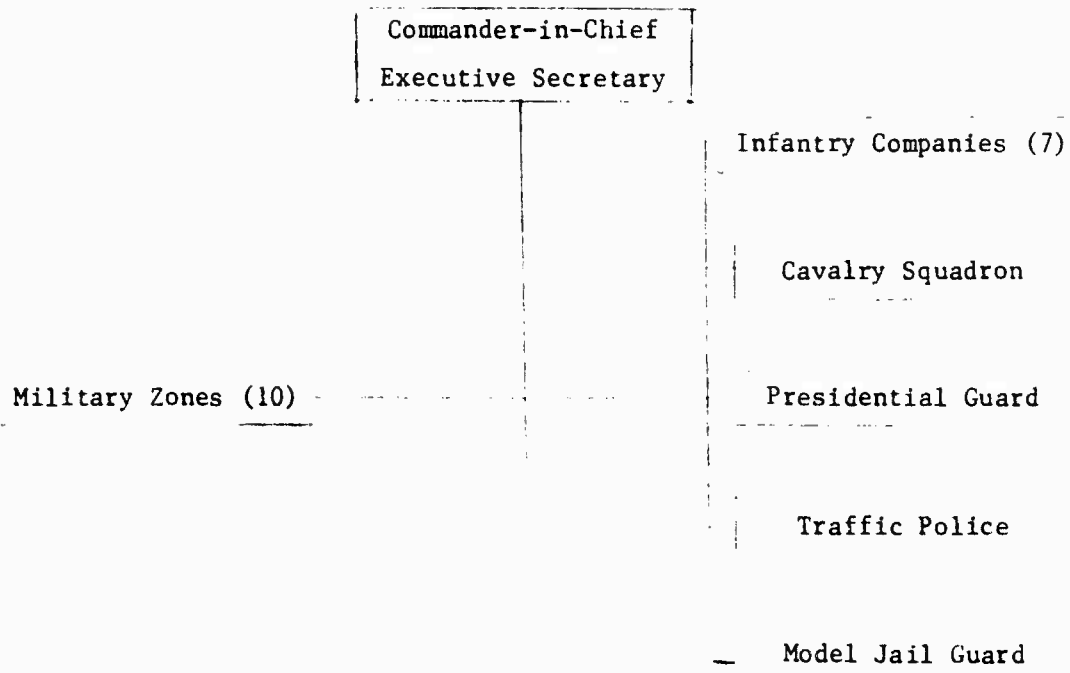 Commander-in-Chief
Executive Secretary
Infantry Companies (7)
Cavalry Squadron
Military Zones (10)
Presidential Guard
Traffic Police
Model Jail Guard